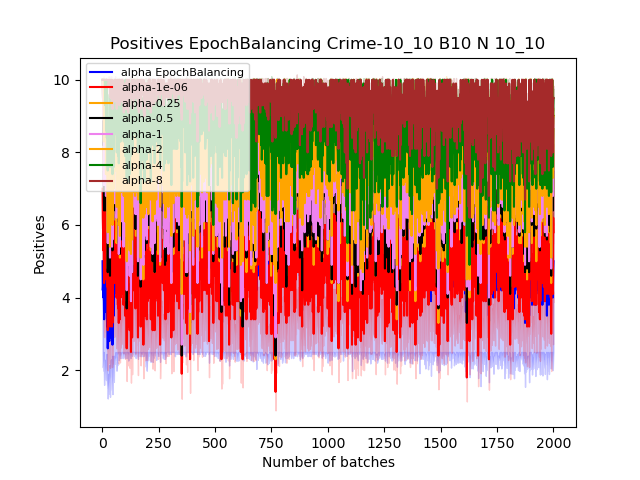 Positives EpochBalancing Crime-10_10 B10 N 10_10
10
8
6
4
2
Positives
alpha EpochBalancing
alpha-1e-06
alpha-0.25
alpha-0.5
alpha-1
alpha-2
alpha-4
alpha-8
0 250 500 750 1000 1250 1500 1750 2000
Number of batches